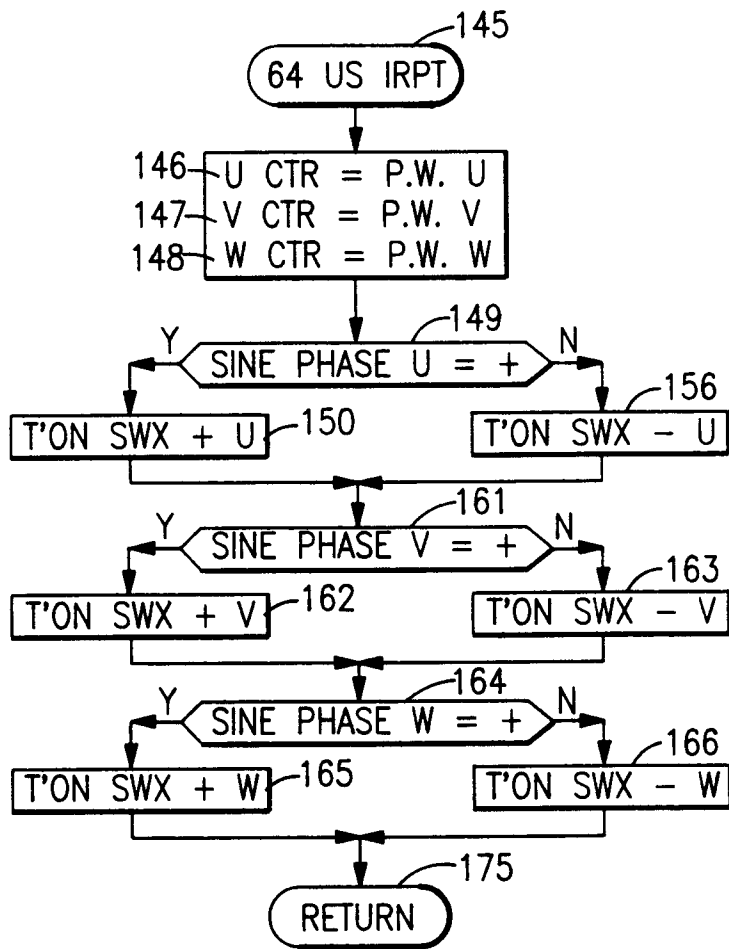 145
64 US IRPT
146 U CTR = P.W. U
147 V CTR = P.W. V
148 W CTR = P.W. W
149
Y SINE PHASE U = + N
156
T'ON SWX + U 150 T'ON SWX - U
161
Y SINE PHASE V = + N
163
T'ON SWX + V 162 T'ON SWX - V
164
Y SINE PHASE W = + N
166
T'ON SWX + W 165 T'ON SWX - W
175
RETURN